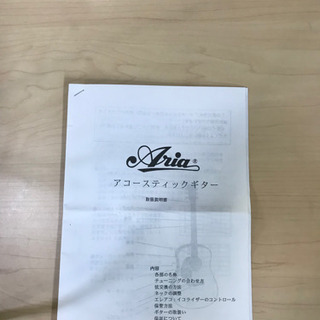 Aria®
アコースティックギター
取扱説明書
内容
各部の名称
チューニングの合わせ方
弦交換の方法
ネックの調整
エレアコ・イコライザーのコントロール
保管方法
ギターの取扱い
保証について